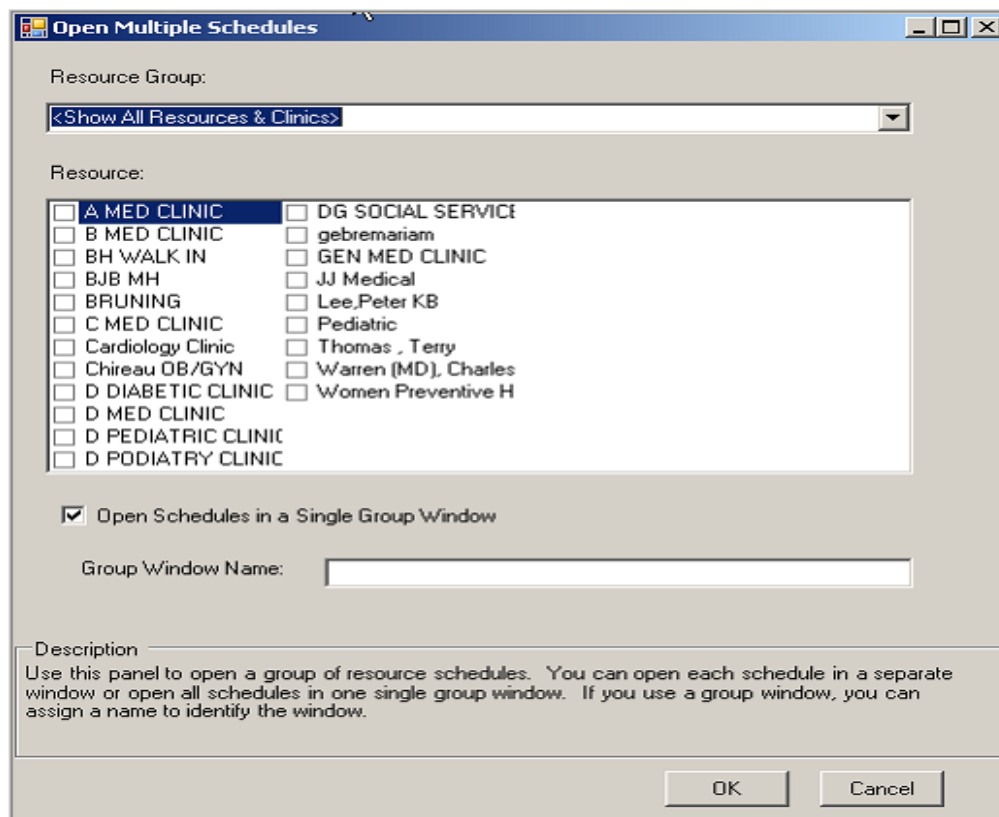 Open Multiple Schedules
Resource Group:
<Show All Resources & Clinics>
Resource:
A MED CLINIC
B MED CLINIC
BH WALK IN
BJB MH
BRUNING
C MED CLINIC
Cardiology Clinic
Chireau OB/GYN
D DIABETIC CLINIC
D MED CLINIC
D PEDIATRIC CLINIC
D PODIATRY CLINIC
DG SOCIAL SERVICE
gebremariam
GEN MED CLINIC
JJ Medical
Lee,Peter KB
Pediatric
Thomas , Terry
Warren (MD), Charles
Women Preventive H
Open Schedules in a Single Group Window
Group Window Name:
Description
Use this panel to open a group of resource schedules.  You can open each schedule in a separate
window or open all schedules in one single group window.  If you use a group window, you can
assign a name to identify the window.
OK
Cancel